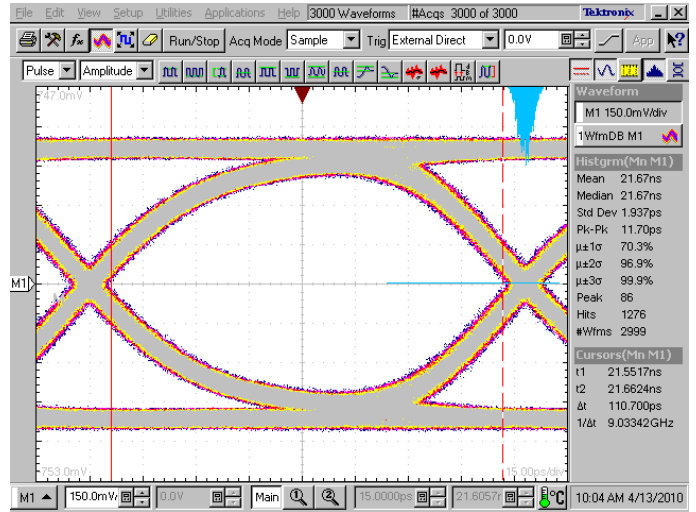 File Edit View Setup Utilities Applications Help 3000 Waveforms #Acqs 3000 of 3000 Tektronix
Run/Stop Acq Mode Sample Trig External Direct 0.0V App
Pulse Amplitude
747.0mV
Waveform
M1 150.0mV/div
1WfmDB M1
Histgrm(Mn M1)
Mean 21.67ns
Median 21.67ns
Std Dev 1.937ps
Pk-Pk 11.70ps
µ±1σ 70.3%
µ±2σ 96.9%
µ±3σ 99.9%
Peak 86
Hits 1276
#Wfms 2999
Cursors(Mn M1)
t1 21.5517ns
t2 21.6624ns
Δt 110.700ps
1/Δt 9.03342GHz
M1
753.0mV 15.00ps/div
M1 150.0mV/ 0.0V Main 15.0000ps 21.6057r °C 10:04 AM 4/13/2010